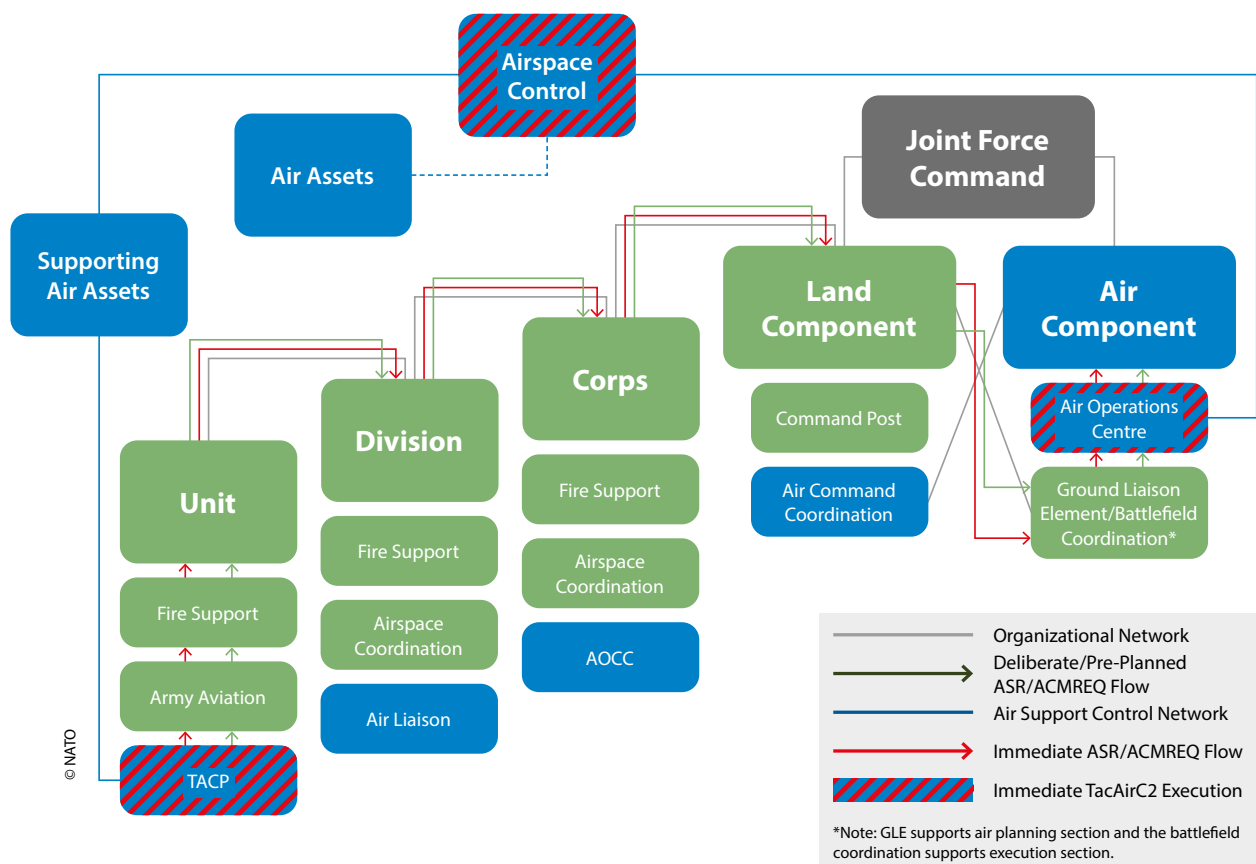 Airspace
Control
Air Assets
Joint Force
Command
Supporting
Air Assets
Land
Component
Air
Component
Corps
Division
Unit
Command Post
Air Operations
Centre
Air Command
Coordination
Ground Liaison
Element/Battlefield
Coordination*
Fire Support
Airspace
Coordination
AOCC
Fire Support
Airspace
Coordination
Air Liaison
Fire Support
Army Aviation
TACP
© NATO
Organizational Network
Deliberate/Pre-Planned
ASR/ACMREQ Flow
Air Support Control Network
Immediate ASR/ACMREQ Flow
Immediate TacAirC2 Execution
*Note: GLE supports air planning section and the battlefield
coordination supports execution section.